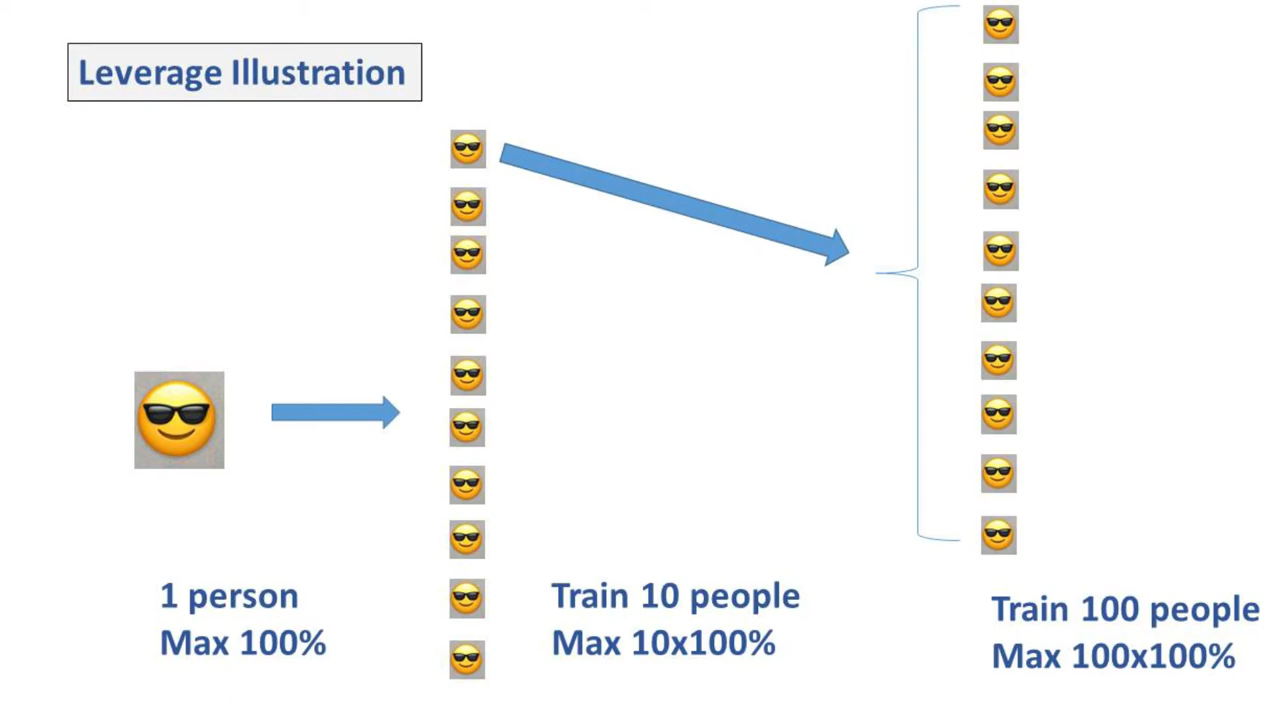 Leverage Illustration
1 person
Max 100%
Train 10 people
Max 10x100%
Train 100 people
Max 100x100%